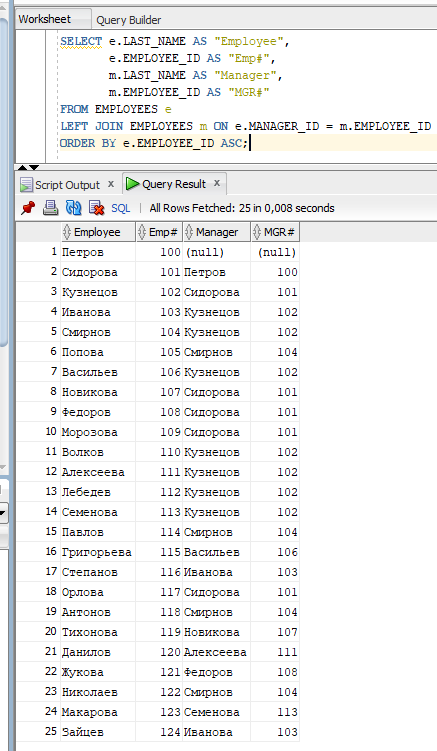 Worksheet Query Builder
SELECT e.LAST_NAME AS "Employee",
e.EMPLOYEE_ID AS "Emp#",
m.LAST_NAME AS "Manager",
m.EMPLOYEE_ID AS "MGR#"
FROM EMPLOYEES e
LEFT JOIN EMPLOYEES m ON e.MANAGER_ID = m.EMPLOYEE_ID
ORDER BY e.EMPLOYEE_ID ASC;
Script Output x Query Result x
SQL | All Rows Fetched: 25 in 0,008 seconds
Employee Emp# Manager MGR#
1 Петров 100 (null) (null)
2 Сидорова 101 Петров 100
3 Кузнецов 102 Сидорова 101
4 Иванова 103 Кузнецов 102
5 Смирнов 104 Кузнецов 102
6 Попова 105 Смирнов 104
7 Васильев 106 Кузнецов 102
8 Новикова 107 Сидорова 101
9 Федоров 108 Сидорова 101
10 Морозова 109 Сидорова 101
11 Волков 110 Кузнецов 102
12 Алексеева 111 Кузнецов 102
13 Лебедев 112 Кузнецов 102
14 Семенова 113 Кузнецов 102
15 Павлов 114 Смирнов 104
16 Григорьева 115 Васильев 106
17 Степанов 116 Иванова 103
18 Орлова 117 Сидорова 101
19 Антонов 118 Смирнов 104
20 Тихонова 119 Новикова 107
21 Данилов 120 Алексеева 111
22 Жукова 121 Федоров 108
23 Николаев 122 Смирнов 104
24 Макарова 123 Семенова 113
25 Зайцев 124 Иванова 103